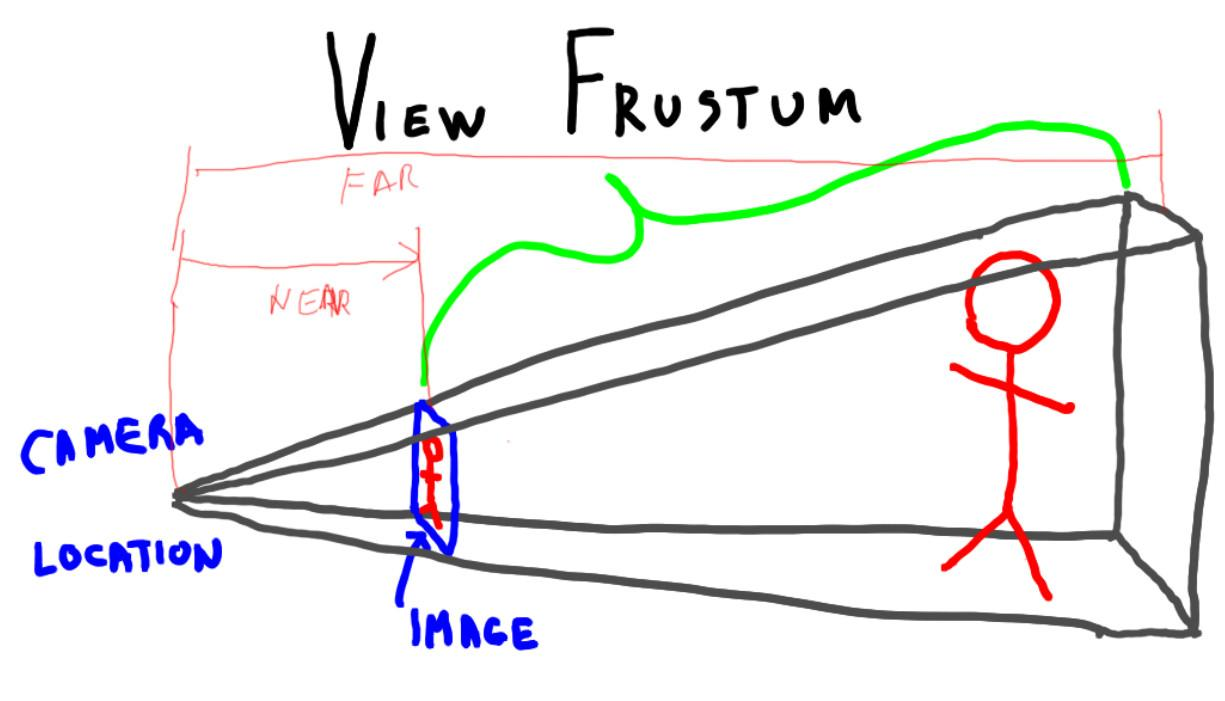 VIEW FRUSTUM
FAR
NEAR
CAMERA
LOCATION
IMAGE